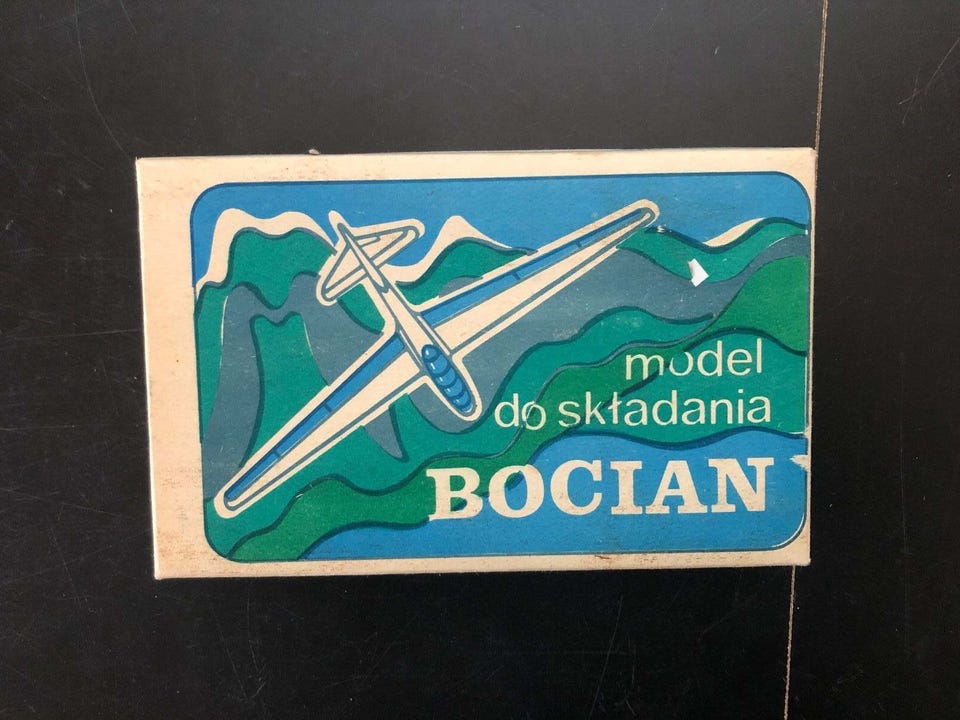 model
do składania
BOCIAN